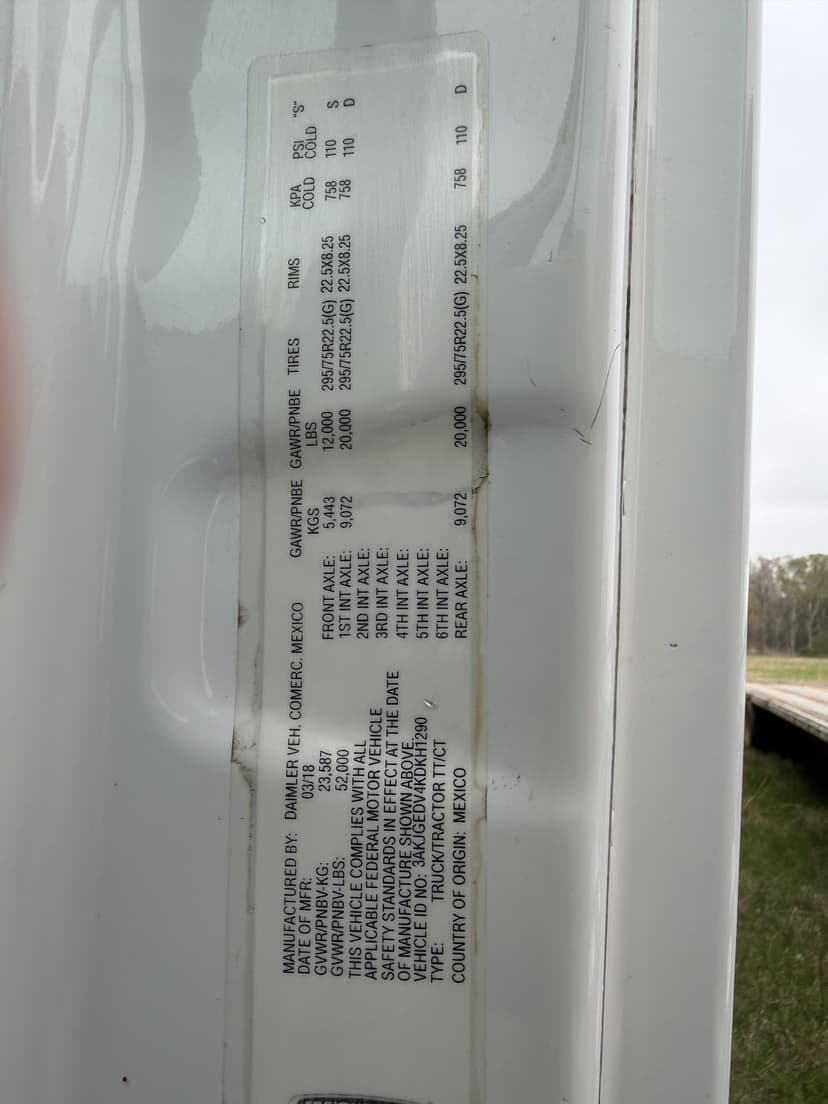 MANUFACTURED BY: DAIMLER VEH. COMERC. MEXICO
DATE OF MFR: 03/18
GVWR/PNBV-KG: 23,587
GVWR/PNBV-LBS: 52,000
THIS VEHICLE COMPLIES WITH ALL
APPLICABLE FEDERAL MOTOR VEHICLE
SAFETY STANDARDS IN EFFECT AT THE DATE
OF MANUFACTURE SHOWN ABOVE.
VEHICLE ID NO: 3AKJGEDV4KDKH1290
TYPE: TRUCK/TRACTOR TT/CT
COUNTRY OF ORIGIN: MEXICO
GAWR/PNBE GAWR/PNBE TIRES RIMS KPA PSI "S"
KGS LBS COLD COLD
FRONT AXLE: 5,443 12,000 295/75R22.5(G) 22.5X8.25 758 110 S
1ST INT AXLE: 9,072 20,000 295/75R22.5(G) 22.5X8.25 758 110 D
2ND INT AXLE:
3RD INT AXLE:
4TH INT AXLE:
5TH INT AXLE:
6TH INT AXLE:
REAR AXLE: 9,072 20,000 295/75R22.5(G) 22.5X8.25 758 110 D